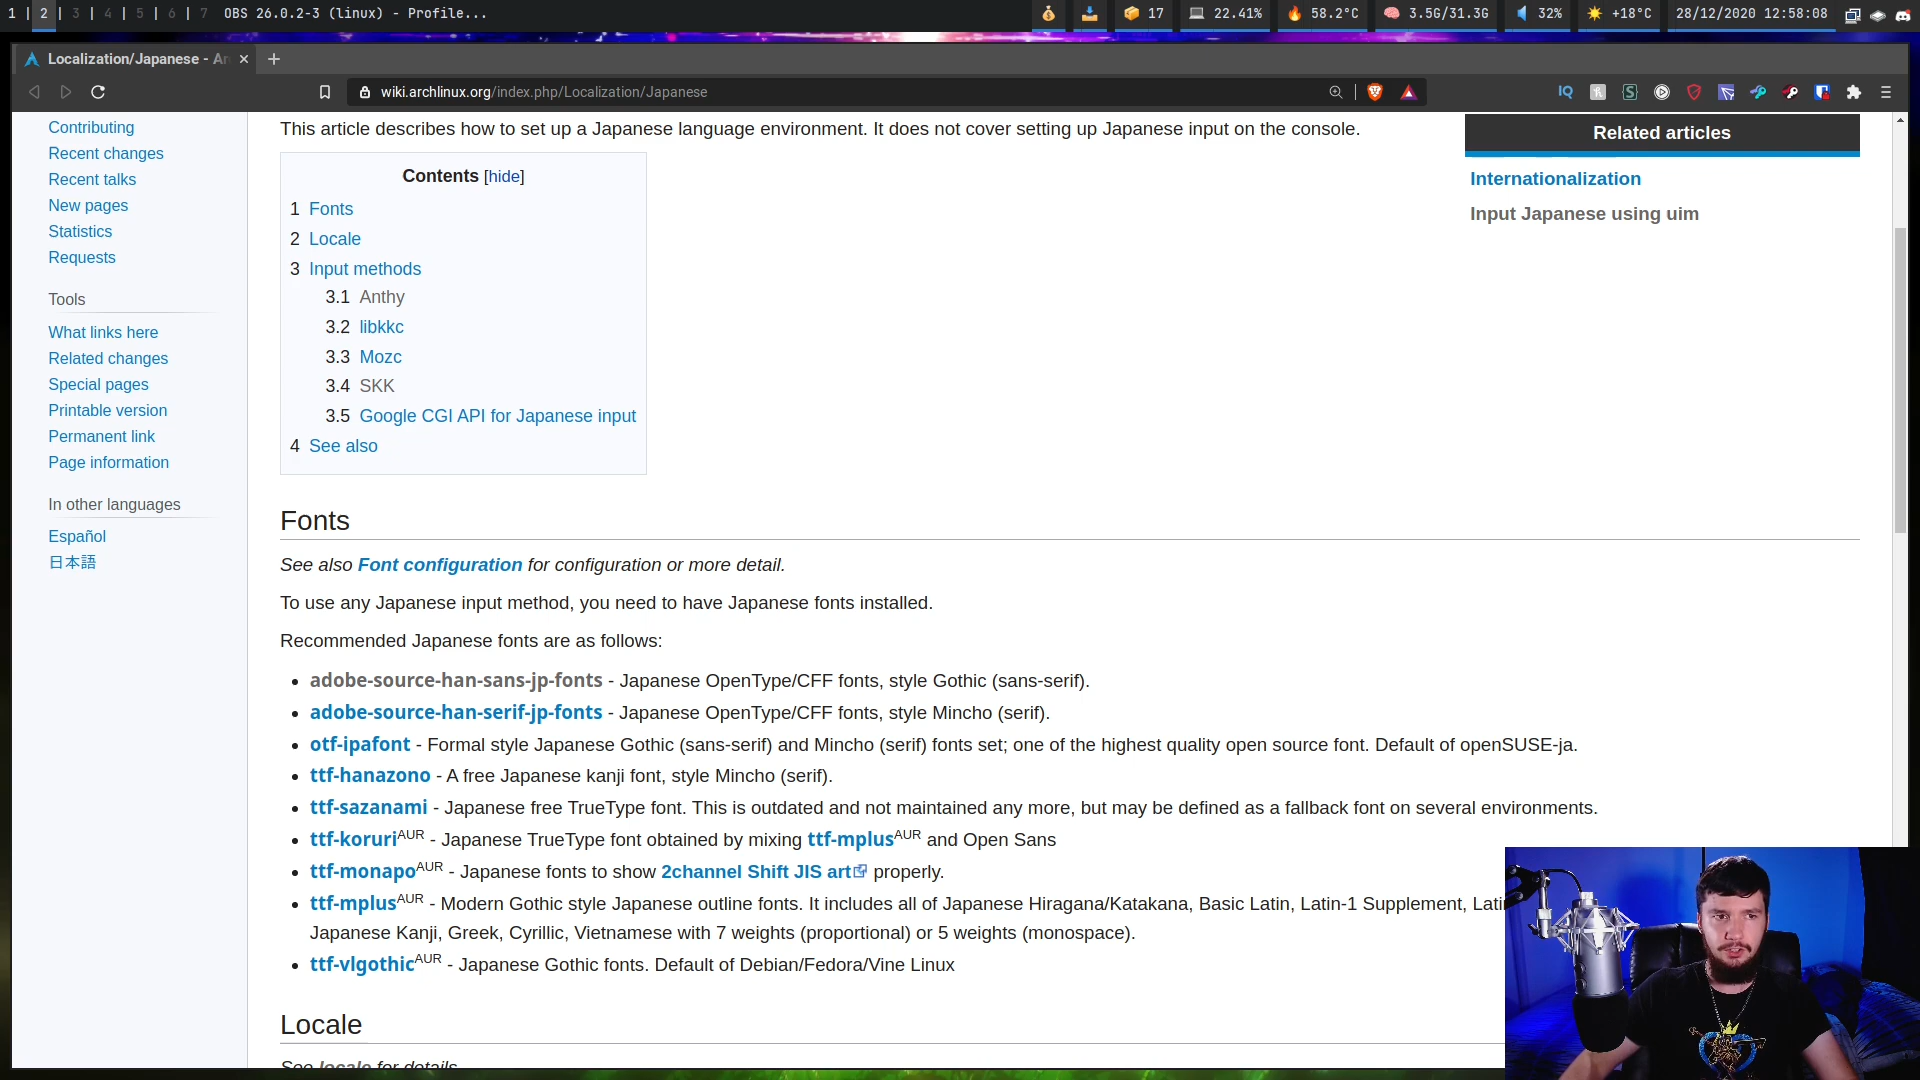 1 | 2 | 3 | 4 | 5 | 6 | 7 OBS 26.0.2-3 (linux) - Profile...
17 22.41% 58.2°C 3.5G/31.3G 32% +18°C 28/12/2020 12:58:08
Localization/Japanese - Ar
wiki.archlinux.org/index.php/Localization/Japanese
IQ
Contributing
Recent changes
Recent talks
New pages
Statistics
Requests
Tools
What links here
Related changes
Special pages
Printable version
Permanent link
Page information
In other languages
Español
日本語
This article describes how to set up a Japanese language environment. It does not cover setting up Japanese input on the console.
Contents [hide]
1 Fonts
2 Locale
3 Input methods
3.1 Anthy
3.2 libkkc
3.3 Mozc
3.4 SKK
3.5 Google CGI API for Japanese input
4 See also
Related articles
Internationalization
Input Japanese using uim
Fonts
See also Font configuration for configuration or more detail.
To use any Japanese input method, you need to have Japanese fonts installed.
Recommended Japanese fonts are as follows:
adobe-source-han-sans-jp-fonts - Japanese OpenType/CFF fonts, style Gothic (sans-serif).
adobe-source-han-serif-jp-fonts - Japanese OpenType/CFF fonts, style Mincho (serif).
otf-ipafont - Formal style Japanese Gothic (sans-serif) and Mincho (serif) fonts set; one of the highest quality open source font. Default of openSUSE-ja.
ttf-hanazono - A free Japanese kanji font, style Mincho (serif).
ttf-sazanami - Japanese free TrueType font. This is outdated and not maintained any more, but may be defined as a fallback font on several environments.
ttf-koruriAUR - Japanese TrueType font obtained by mixing ttf-mplusAUR and Open Sans
ttf-monapoAUR - Japanese fonts to show 2channel Shift JIS art properly.
ttf-mplusAUR - Modern Gothic style Japanese outline fonts. It includes all of Japanese Hiragana/Katakana, Basic Latin, Latin-1 Supplement,
Japanese Kanji, Greek, Cyrillic, Vietnamese with 7 weights (proportional) or 5 weights (monospace).
ttf-vlgothicAUR - Japanese Gothic fonts. Default of Debian/Fedora/Vine Linux
Locale
See locale for details.